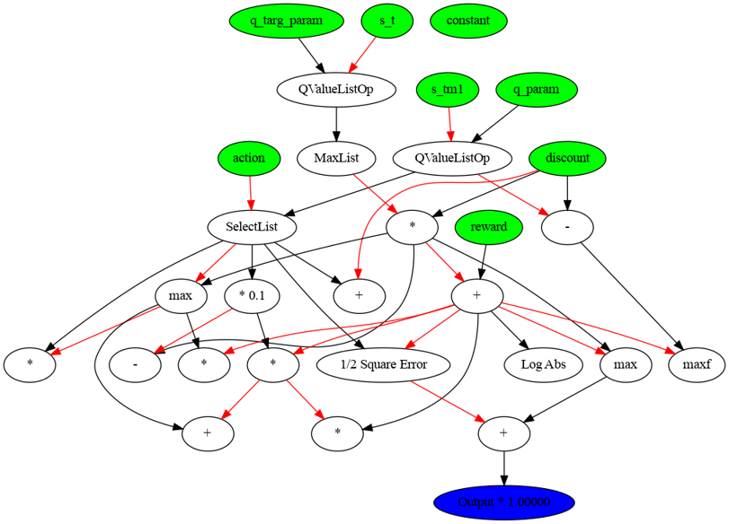 q_targ_param s_t constant
QValueListOp s_tm1 q_param
action MaxList QValueListOp discount
SelectList * reward -
max * 0.1 + +
* - * * 1/2 Square Error Log Abs max maxf
+ * +
Output * 1.00000